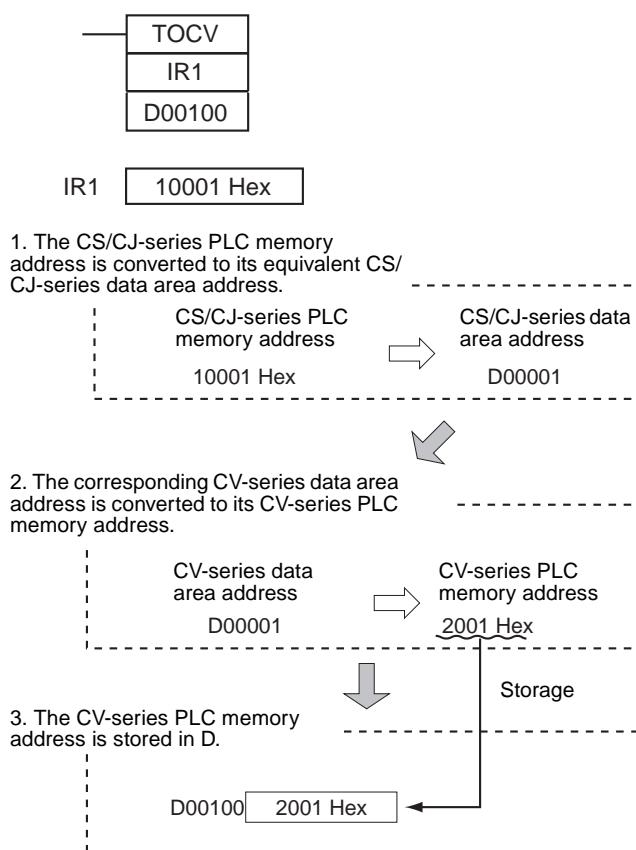 TOCV
IR1
D00100
IR1 10001 Hex
1. The CS/CJ-series PLC memory
address is converted to its equivalent CS/
CJ-series data area address.
CS/CJ-series PLC
memory address
CS/CJ-series data
area address
10001 Hex
D00001
2. The corresponding CV-series data area
address is converted to its CV-series PLC
memory address.
CV-series data
area address
CV-series PLC
memory address
D00001
2001 Hex
Storage
3. The CV-series PLC memory
address is stored in D.
D00100 2001 Hex